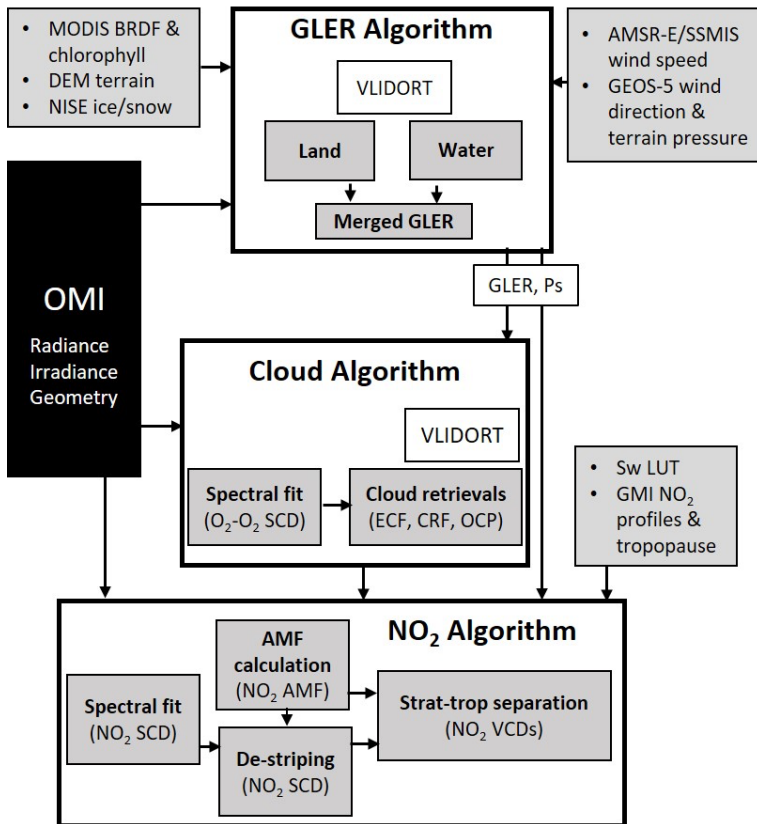 • MODIS BRDF &
chlorophyll
• DEM terrain
• NISE ice/snow
GLER Algorithm
VLIDORT
Land
Water
Merged GLER
• AMSR-E/SSMIS
wind speed
• GEOS-5 wind
direction &
terrain pressure
OMI
Radiance
Irradiance
Geometry
GLER, Ps
Cloud Algorithm
VLIDORT
Spectral fit
(O₂-O₂ SCD)
Cloud retrievals
(ECF, CRF, OCP)
• Sw LUT
• GMI NO₂
profiles &
tropopause
NO₂ Algorithm
AMF
calculation
(NO₂ AMF)
Spectral fit
(NO₂ SCD)
De-striping
(NO₂ SCD)
Strat-trop separation
(NO₂ VCDs)